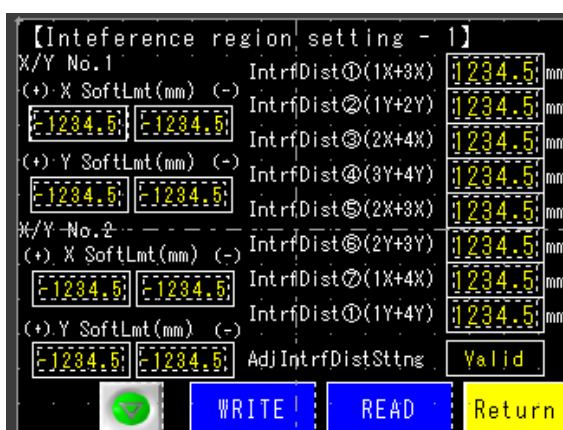 【Inteference region setting - 1】
X/Y No.1
(+) X SoftLmt(mm) (-)
-1234.5 -1234.5
(+) Y SoftLmt(mm) (-)
-1234.5 -1234.5
X/Y No.2
(+) X SoftLmt(mm) (-)
-1234.5 -1234.5
(+) Y SoftLmt(mm) (-)
-1234.5 -1234.5
IntrfDist①(1X+3X) 1234.5 mm
IntrfDist②(1Y+2Y) 1234.5 mm
IntrfDist③(2X+4X) 1234.5 mm
IntrfDist④(3Y+4Y) 1234.5 mm
IntrfDist⑤(2X+3X) 1234.5 mm
IntrfDist⑥(2Y+3Y) 1234.5 mm
IntrfDist⑦(1X+4X) 1234.5 mm
IntrfDist①(1Y+4Y) 1234.5 mm
AdjIntrfDistSttng Valid
WRITE READ Return